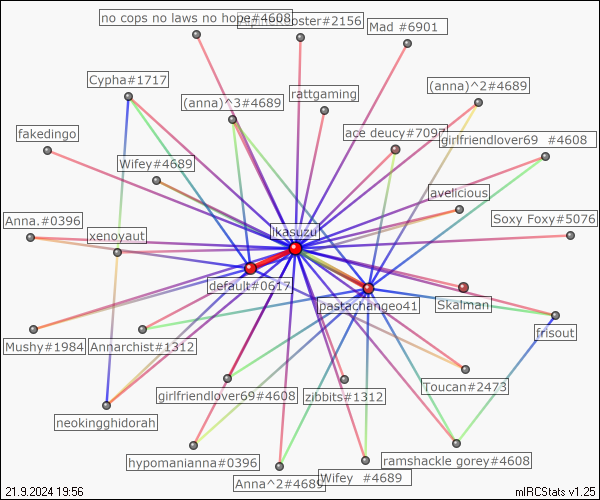 no cops no laws no hope#4608
Mad #6901
Cypha#1717
(anna)^3#4689
rattgaming
(anna)^2#4689
fakedingo
ace deucy#7097
girlfriendlover69 #4608
Wifey#4689
avelicious
Anna.#0396
xenoyaut
ikasuzu
Soxy Foxy#5076
default#0617
pastachangeo41
Skalman
frisout
Mushy#1984
Annarchist#1312
Toucan#2473
girlfriendlover69#4608
zibbits#1312
neokingghidorah
hypomanianna#0396
ramshackle gorey#4608
Anna^2#4689
Wifey #4689
21.9.2024 19:56
mIRCStats v1.25